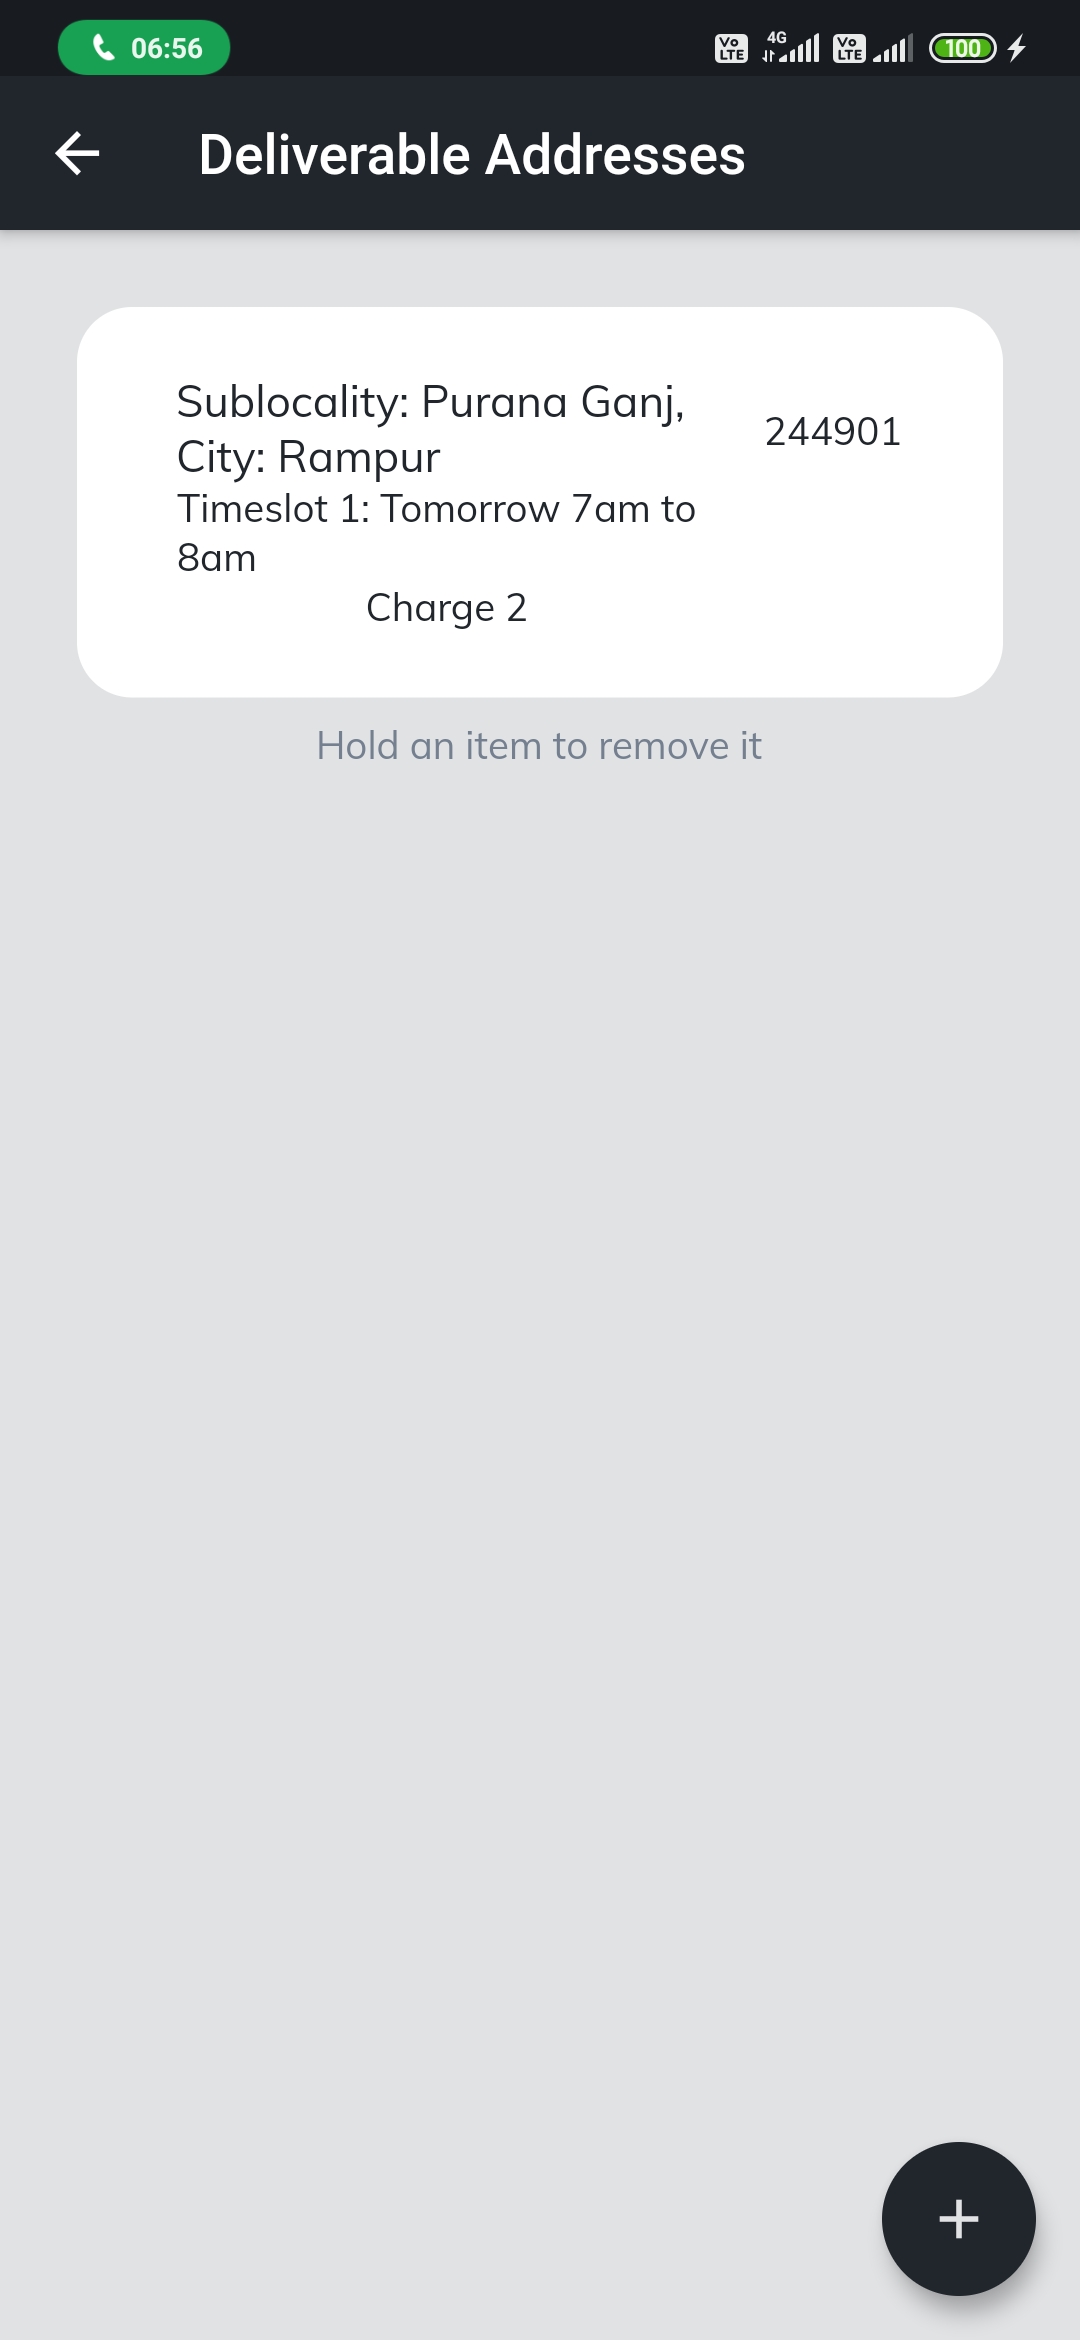 06:56
Vo
LTE
4G
Vo
LTE
100
Deliverable Addresses
Sublocality: Purana Ganj,
City: Rampur
244901
Timeslot 1: Tomorrow 7am to
8am
Charge 2
Hold an item to remove it